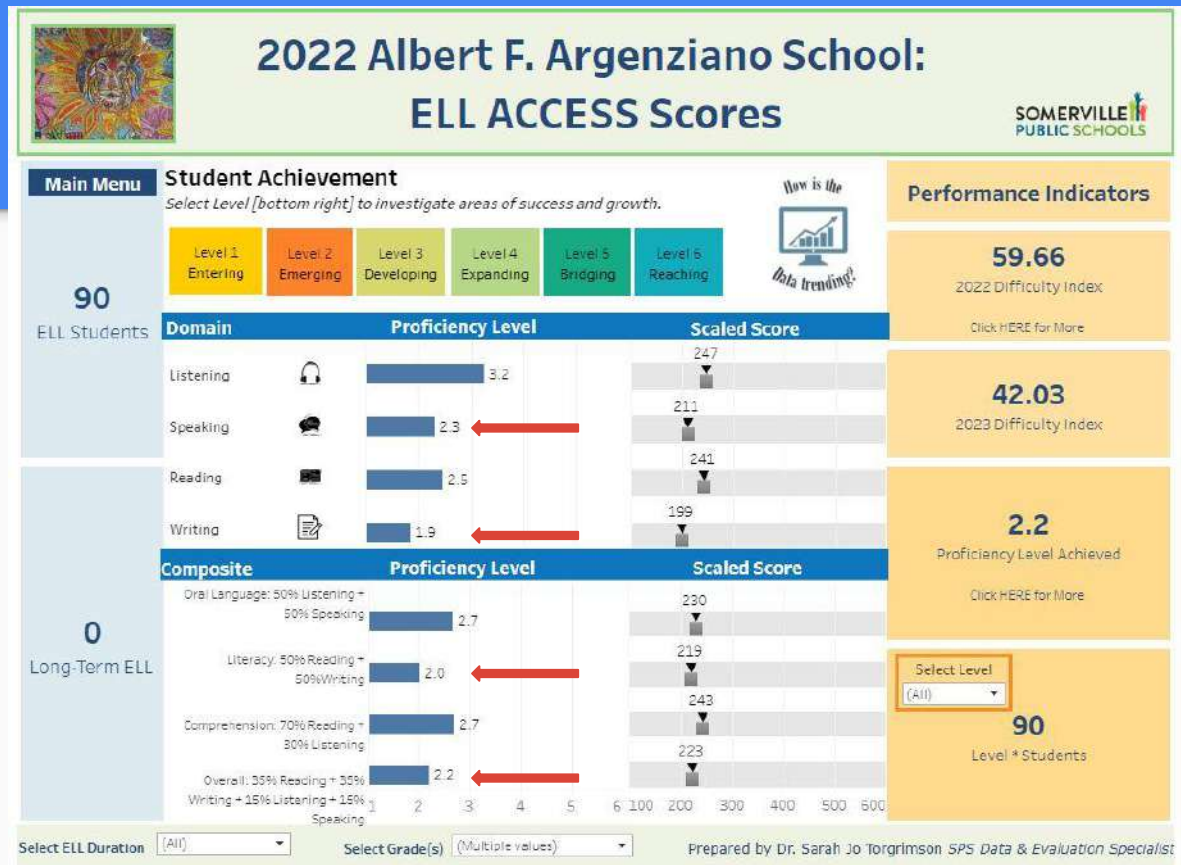 2022 Albert F. Argenziano School:
ELL ACCESS Scores
SOMERVILLE
PUBLIC SCHOOLS
Main Menu
90
ELL Students
0
Long-Term ELL
Student Achievement
Select Level [bottom right] to investigate areas of success and growth.
Level 1
Entering
Level 2
Emerging
Level 3
Developing
Level 4
Expanding
Level 5
Bridging
Level 6
Reaching
How is the
Data trending?
Domain Proficiency Level Scaled Score
Listening 3.2 247
Speaking 2.3 211
Reading 2.5 241
Writing 1.9 199
Composite Proficiency Level Scaled Score
Oral Language: 50% Listening +
50% Speaking
2.7 230
Literacy: 50% Reading +
50%Writing
2.0 219
Comprehension: 70% Reading +
30% Listening
2.7 243
Overall: 35% Reading + 35%
Writing + 15% Listening + 15%
Speaking
2.2 223
1 2 3 4 5 6 100 200 300 400 500 600
Performance Indicators
59.66
2022 Difficulty Index
Click HERE for More
42.03
2023 Difficulty Index
2.2
Proficiency Level Achieved
Click HERE for More
Select Level
(All)
90
Level * Students
Select ELL Duration (All) Select Grade(s) (Multiple values) Prepared by Dr. Sarah Jo Torgrimson SPS Data & Evaluation Specialist